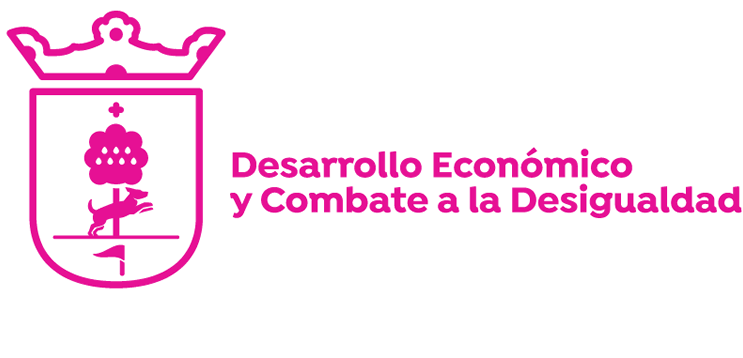 Desarrollo Económico
y Combate a la Desigualdad